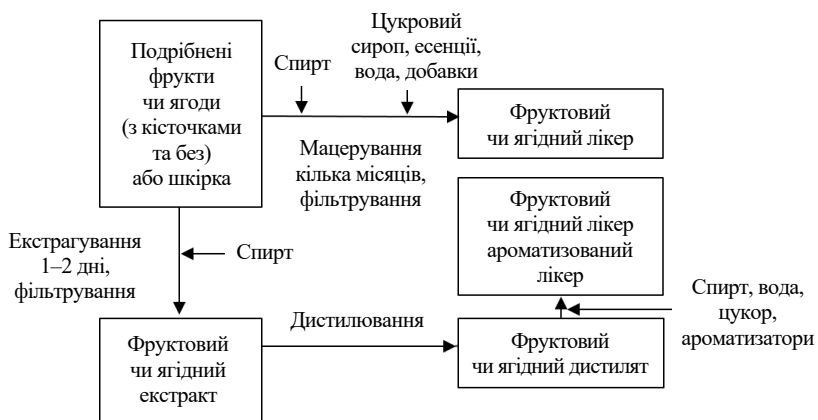 Подрібнені
фрукти
чи ягоди
(з кісточками
та без)
або шкірка
Спирт
Цукровий
сироп, есенції,
вода, добавки
Мацерування
кілька місяців,
фільтрування
Фруктовий
чи ягідний лікер
Фруктовий
чи ягідний лікер
ароматизований
лікер
Екстрагування
1–2 дні,
фільтрування
Спирт
Спирт, вода,
цукор,
ароматизатори
Фруктовий
чи ягідний
екстракт
Дистилювання
Фруктовий
чи ягідний дистилят